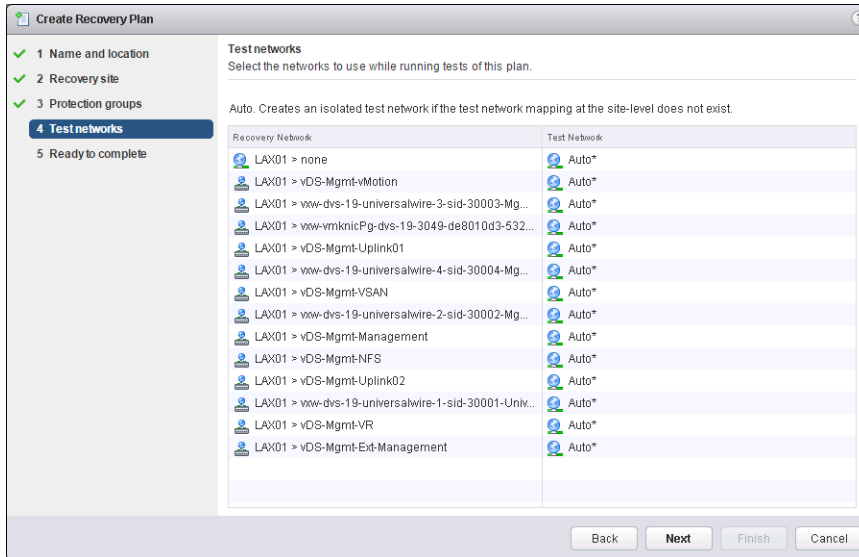 Create Recovery Plan
1 Name and location
2 Recovery site
3 Protection groups
4 Test networks
5 Ready to complete
Test networks
Select the networks to use while running tests of this plan.
Auto. Creates an isolated test network if the test network mapping at the site-level does not exist.
Recovery Network Test Network
LAX01 > none Auto*
LAX01 > vDS-Mgmt-vMotion Auto*
LAX01 > vxw-dvs-19-universalwire-3-sid-30003-Mg... Auto*
LAX01 > vxw-vmknicPg-dvs-19-3049-de8010d3-532... Auto*
LAX01 > vDS-Mgmt-Uplink01 Auto*
LAX01 > vxw-dvs-19-universalwire-4-sid-30004-Mg... Auto*
LAX01 > vDS-Mgmt-VSAN Auto*
LAX01 > vxw-dvs-19-universalwire-2-sid-30002-Mg... Auto*
LAX01 > vDS-Mgmt-Management Auto*
LAX01 > vDS-Mgmt-NFS Auto*
LAX01 > vDS-Mgmt-Uplink02 Auto*
LAX01 > vxw-dvs-19-universalwire-1-sid-30001-Univ... Auto*
LAX01 > vDS-Mgmt-VR Auto*
LAX01 > vDS-Mgmt-Ext-Management Auto*
Back Next Finish Cancel